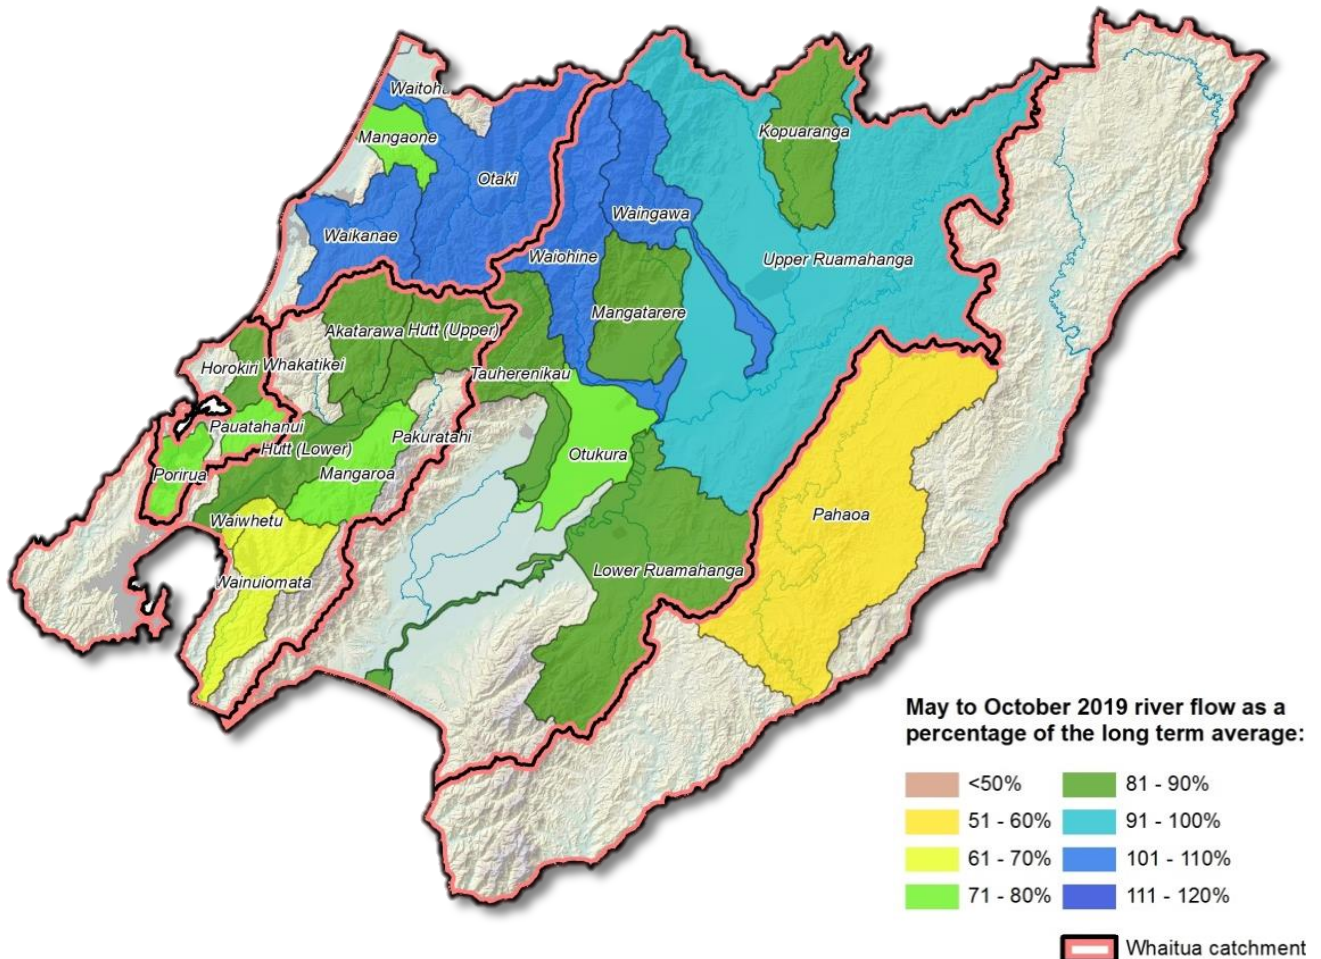 Waitohu
Mangaone
Kopuaranga
Otaki
Waingawa
Waikanae
Waiohine
Upper Ruamahanga
Mangatarere
Akatarawa
Hutt (Upper)
Horokiri
Whakatikei
Tauherenikau
Pauatahanui
Pakuratahi
Hutt (Lower)
Otukura
Porirua
Mangaroa
Pahaoa
Waiwhetu
Lower Ruamahanga
Wainuiomata
May to October 2019 river flow as a
percentage of the long term average:
<50%
51 - 60%
61 - 70%
71 - 80%
81 - 90%
91 - 100%
101 - 110%
111 - 120%
Whaitua catchment